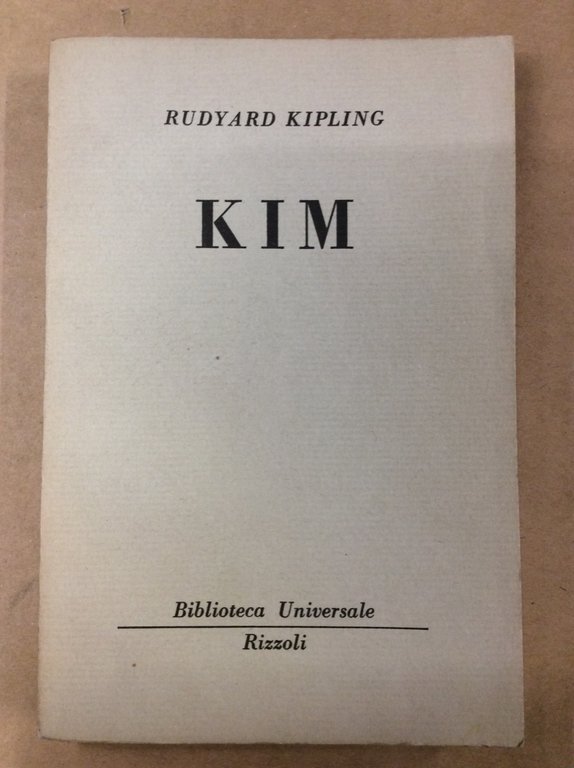 RUDYARD KIPLING
KIM
Biblioteca Universale
Rizzoli